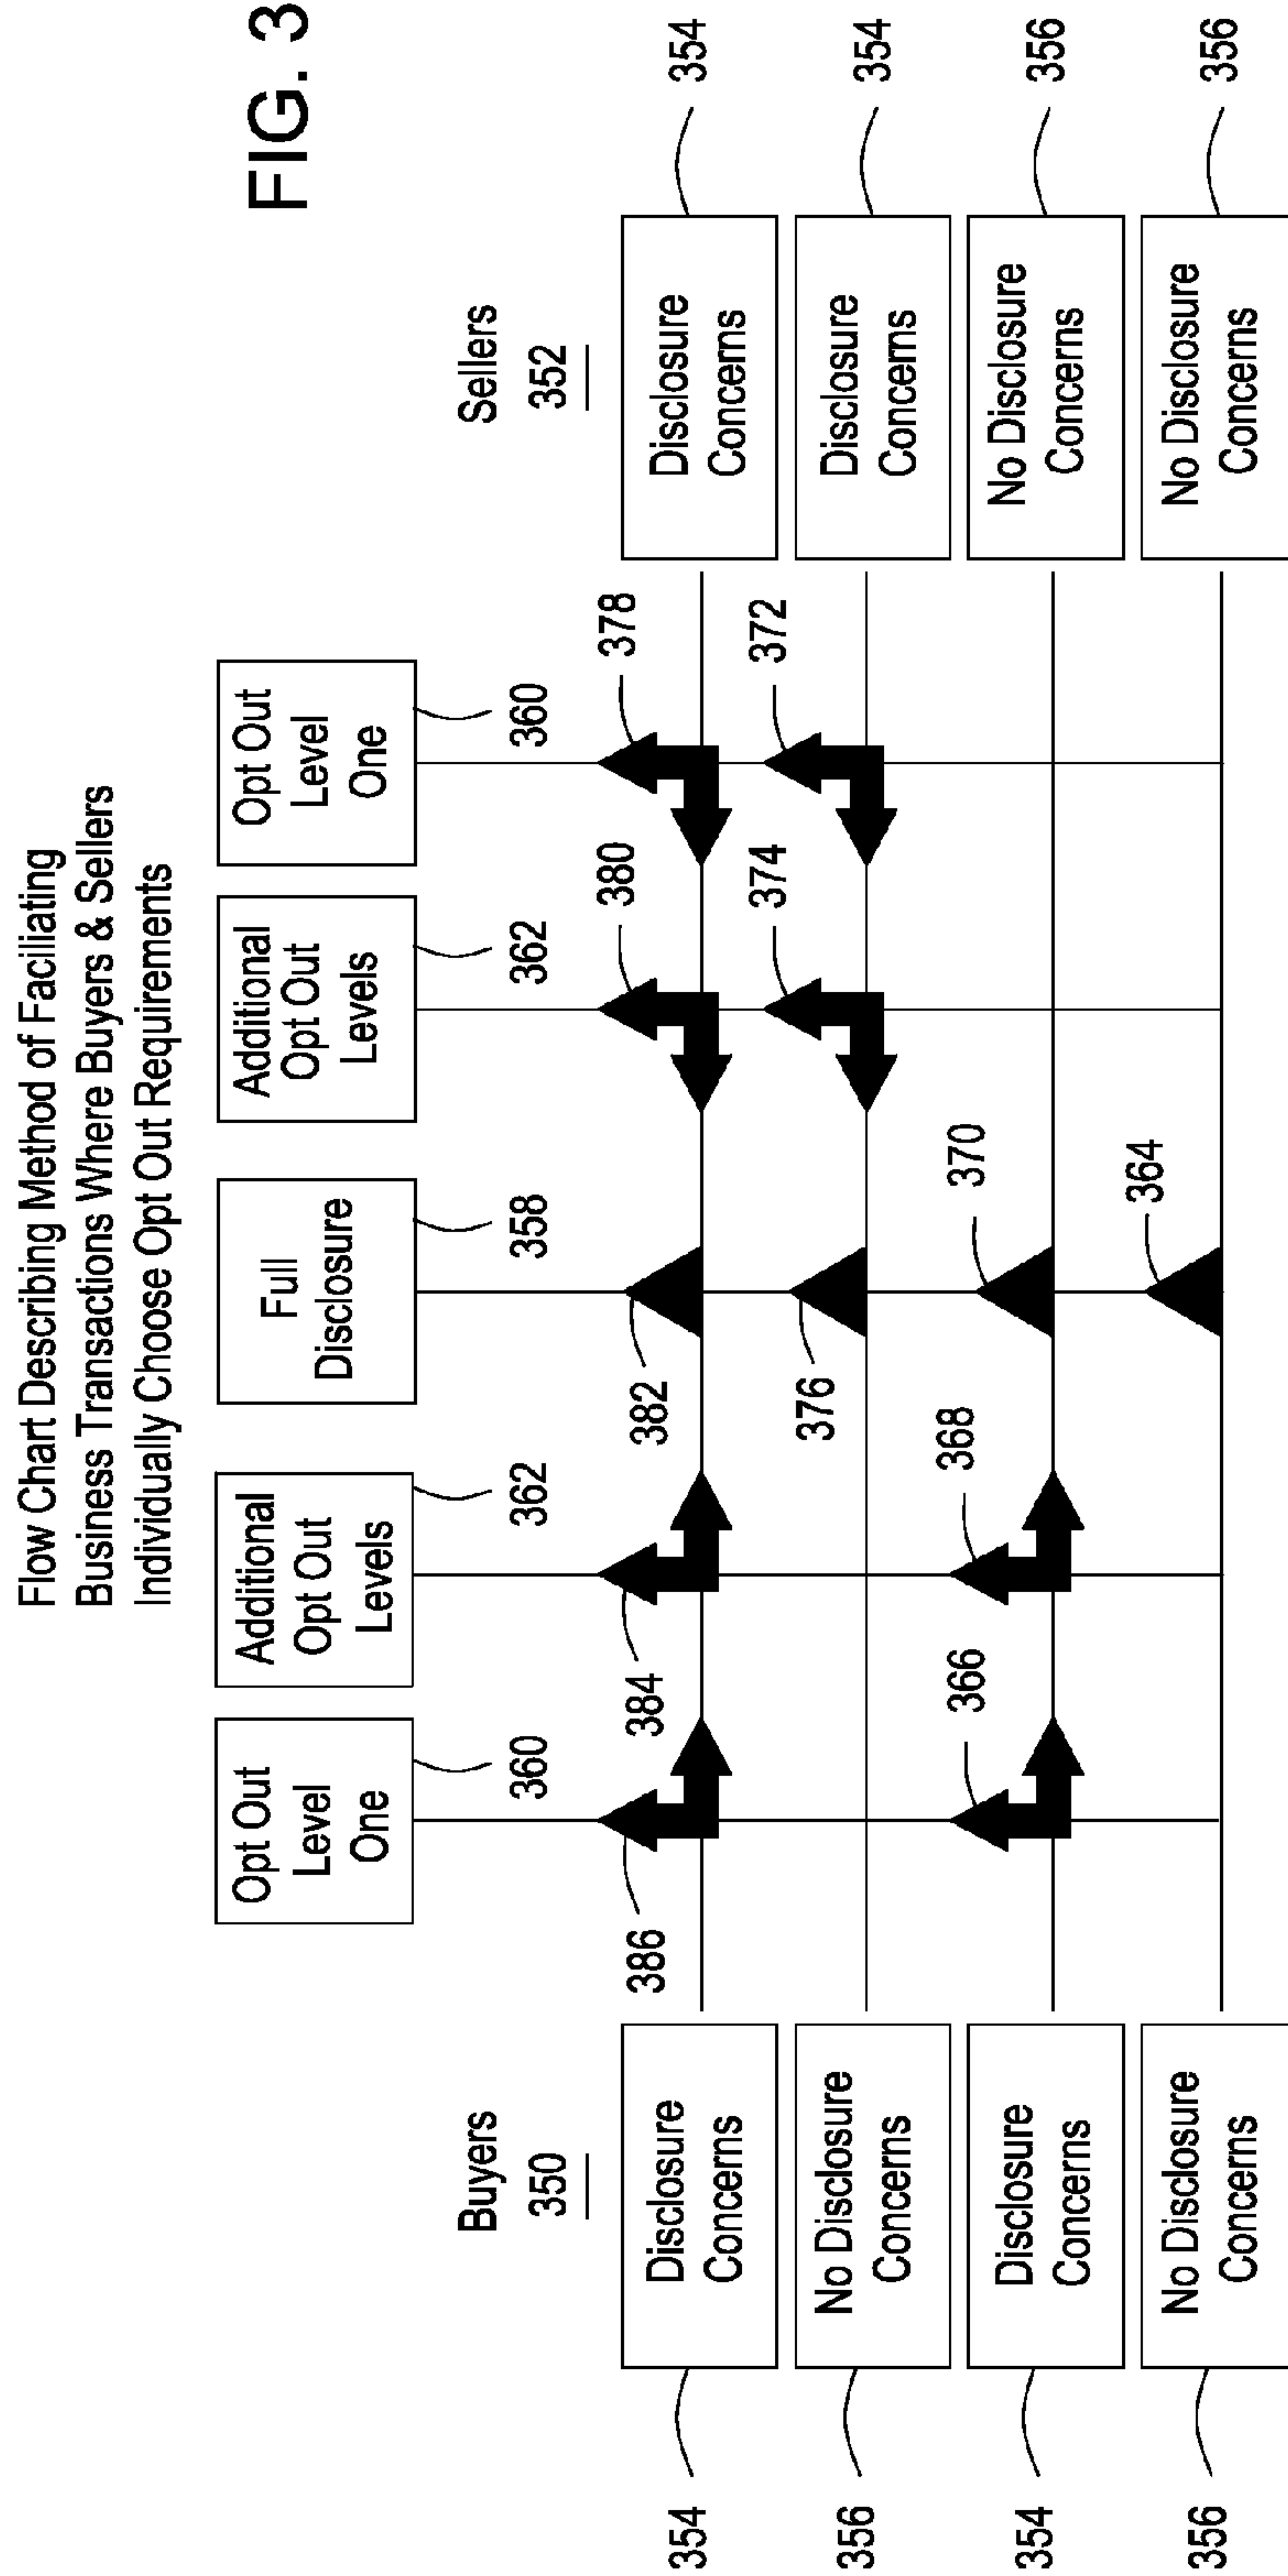 Flow Chart Describing Method of Faciliating
Business Transactions Where Buyers & Sellers
Individually Choose Opt Out Requirements
FIG. 3
Opt Out
Level
One
360
Additional
Opt Out
Levels
362
Full
Disclosure
358
Additional
Opt Out
Levels
362
Opt Out
Level
One
360
Buyers
350
Sellers
352
354
Disclosure
Concerns
386
384
382
380
378
Disclosure
Concerns
354
356
No Disclosure
Concerns
376
374
372
Disclosure
Concerns
354
354
Disclosure
Concerns
366
368
370
No Disclosure
Concerns
356
356
No Disclosure
Concerns
364
No Disclosure
Concerns
356